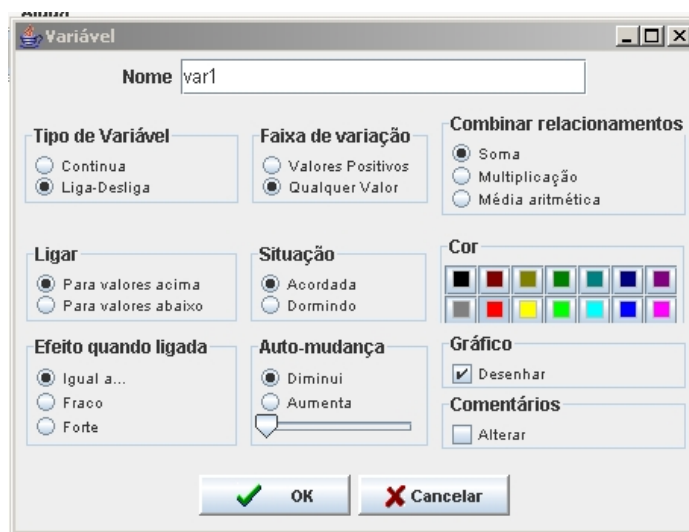 Variável
Nome var1
Tipo de Variável
Continua
Liga-Desliga
Faixa de variação
Valores Positivos
Qualquer Valor
Combinar relacionamentos
Soma
Multiplicação
Média aritmética
Ligar
Para valores acima
Para valores abaixo
Situação
Acordada
Dormindo
Cor
Efeito quando ligada
Igual a...
Fraco
Forte
Auto-mudança
Diminui
Aumenta
Gráfico
Desenhar
Comentários
Alterar
OK
Cancelar